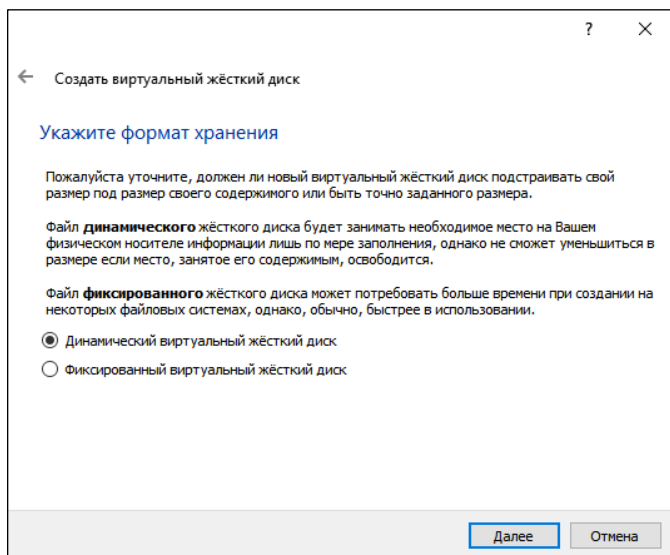 ?
Создать виртуальный жёсткий диск
Укажите формат хранения
Пожалуйста уточните, должен ли новый виртуальный жёсткий диск подстраивать свой
размер под размер своего содержимого или быть точно заданного размера.
Файл динамического жёсткого диска будет занимать необходимое место на Вашем
физическом носителе информации лишь по мере заполнения, однако не сможет уменьшиться в
размере если место, занятое его содержимым, освободится.
Файл фиксированного жёсткого диска может потребовать больше времени при создании на
некоторых файловых системах, однако, обычно, быстрее в использовании.
Динамический виртуальный жёсткий диск
Фиксированный виртуальный жёсткий диск
Далее Отмена